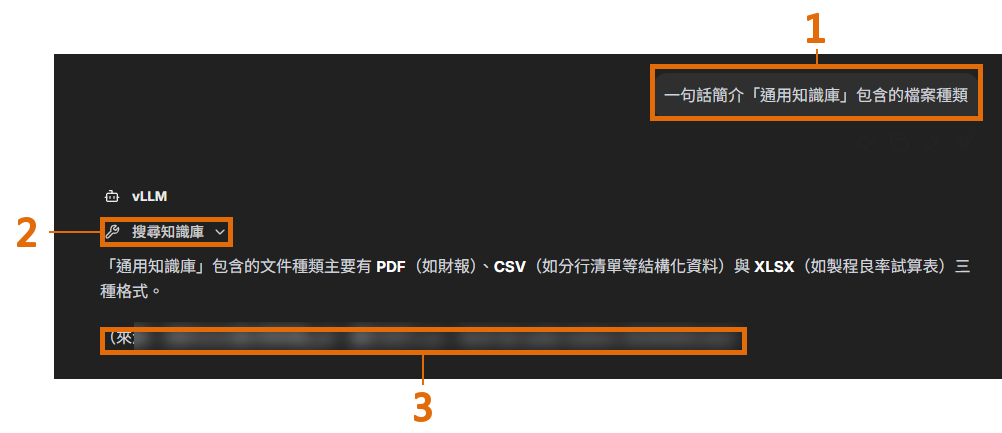 1
一句話簡介「通用知識庫」包含的檔案種類
vLLM
2
搜尋知識庫
「通用知識庫」包含的文件種類主要有 PDF（如財報）、CSV（如分行清單等結構化資料）與 XLSX（如製程良率試算表）三
種格式。
（來
3